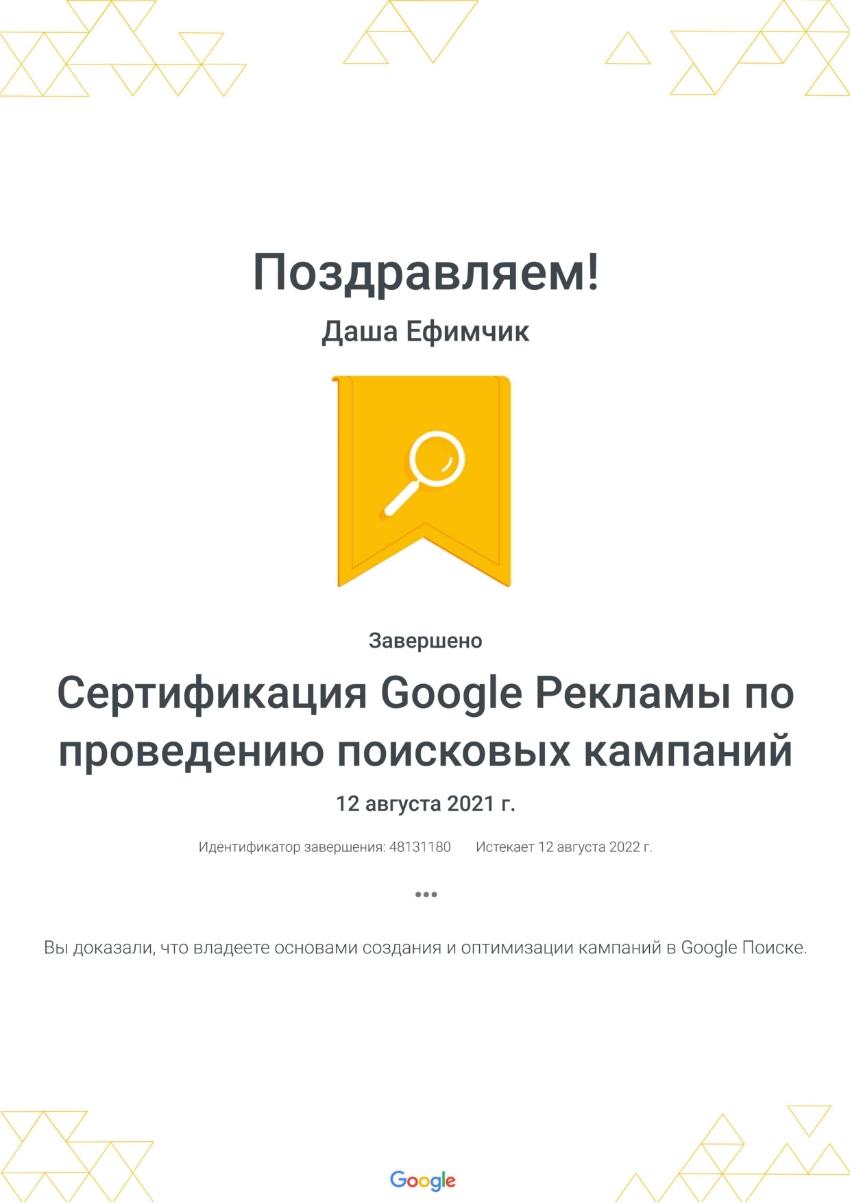 Поздравляем!
Даша Ефимчик
Завершено
Сертификация Google Рекламы по
проведению поисковых кампаний
12 августа 2021 г.
Идентификатор завершения: 48131180 Истекает 12 августа 2022 г.
•••
Вы доказали, что владеете основами создания и оптимизации кампаний в Google Поиске.
Google